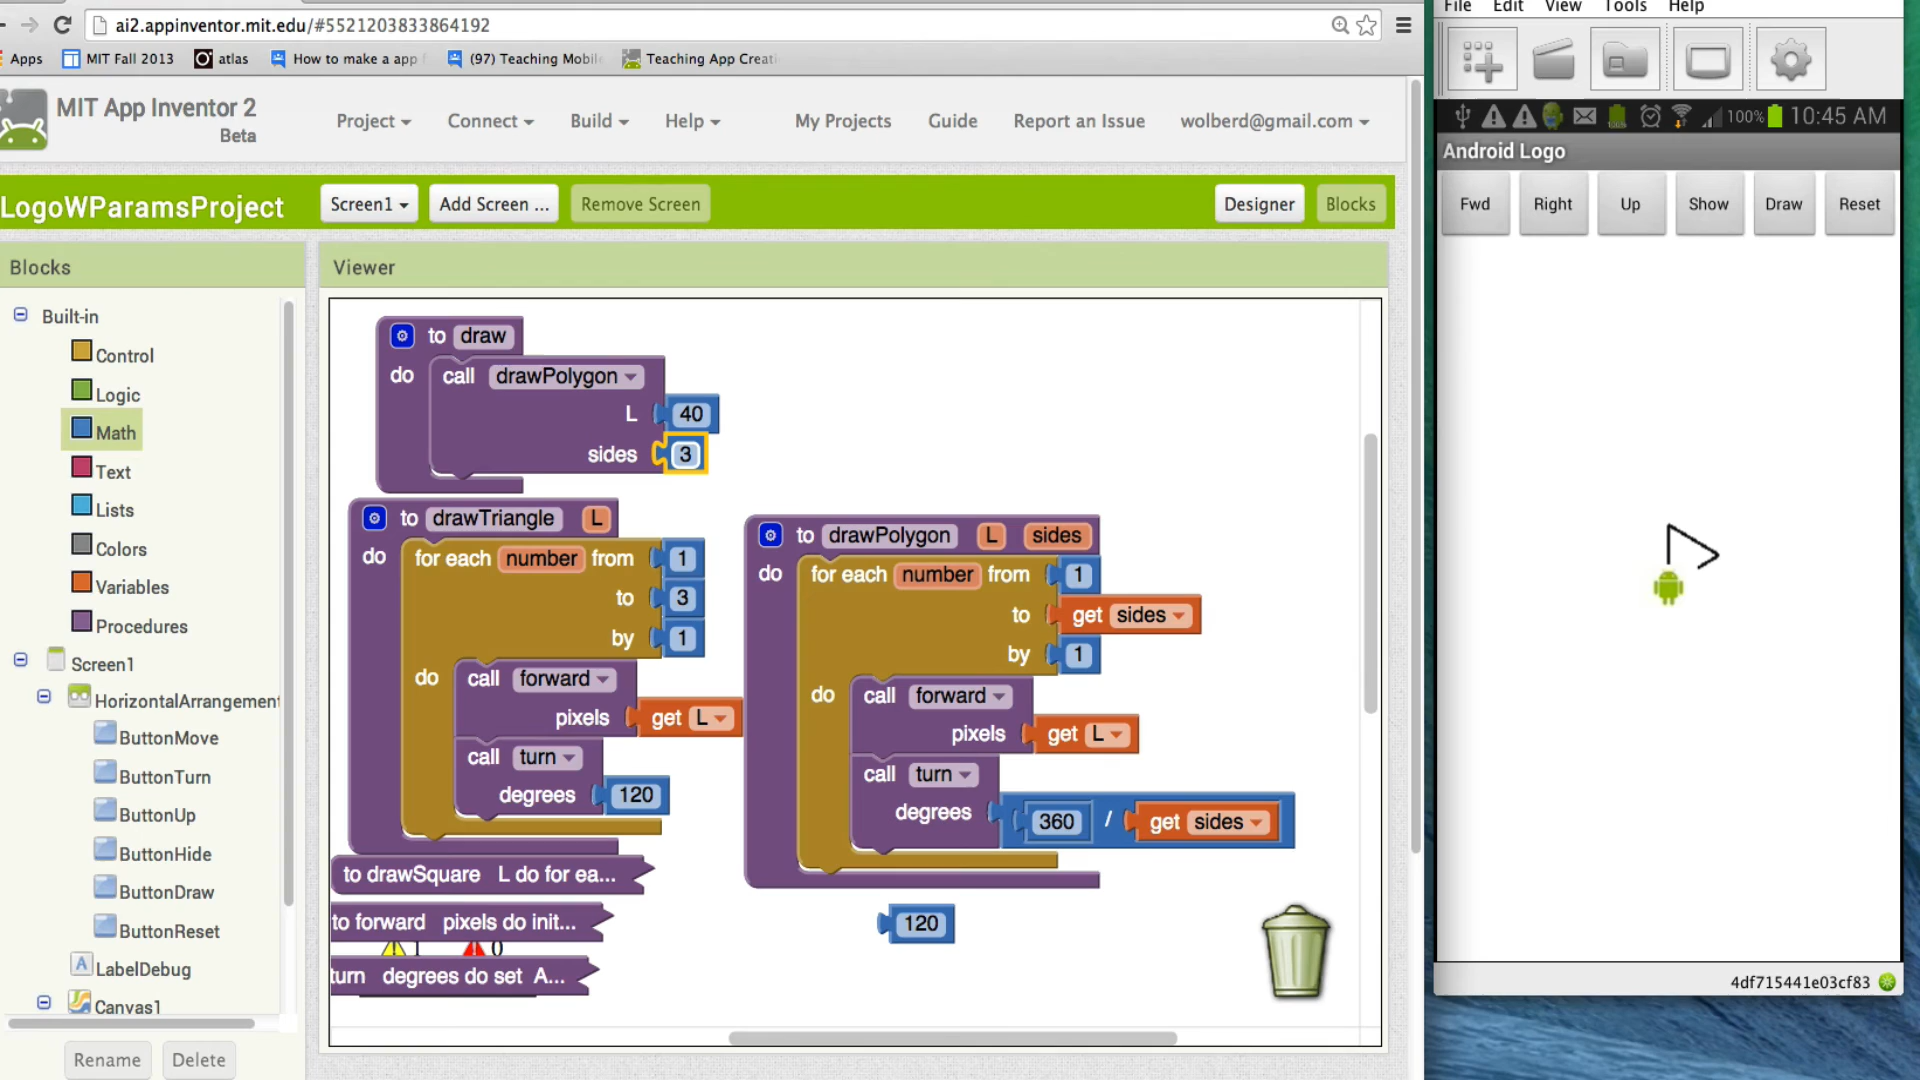 ai2.appinventor.mit.edu/#5521203833864192
Apps MIT Fall 2013 atlas How to make a app (97) Teaching Mobile Teaching App Creati
MIT App Inventor 2
Beta
Project Connect Build Help My Projects Guide Report an Issue wolberd@gmail.com
LogoWParamsProject Screen1 Add Screen ... Remove Screen Designer Blocks
Blocks
Built-in
Control
Logic
Math
Text
Lists
Colors
Variables
Procedures
Screen1
HorizontalArrangement
ButtonMove
ButtonTurn
ButtonUp
ButtonHide
ButtonDraw
ButtonReset
LabelDebug
Canvas1
Rename Delete
Viewer
to draw
do call drawPolygon
L 40
sides 3
to drawTriangle L
do for each number from 1
to 3
by 1
do call forward
pixels get L
call turn
degrees 120
to drawSquare L do for ea...
to forward pixels do init...
1 0
turn degrees do set A...
to drawPolygon L sides
do for each number from 1
to get sides
by 1
do call forward
pixels get L
call turn
degrees 360 / get sides
120
File Edit View Tools Help
100% 10:45 AM
Android Logo
Fwd Right Up Show Draw Reset
4df715441e03cf83